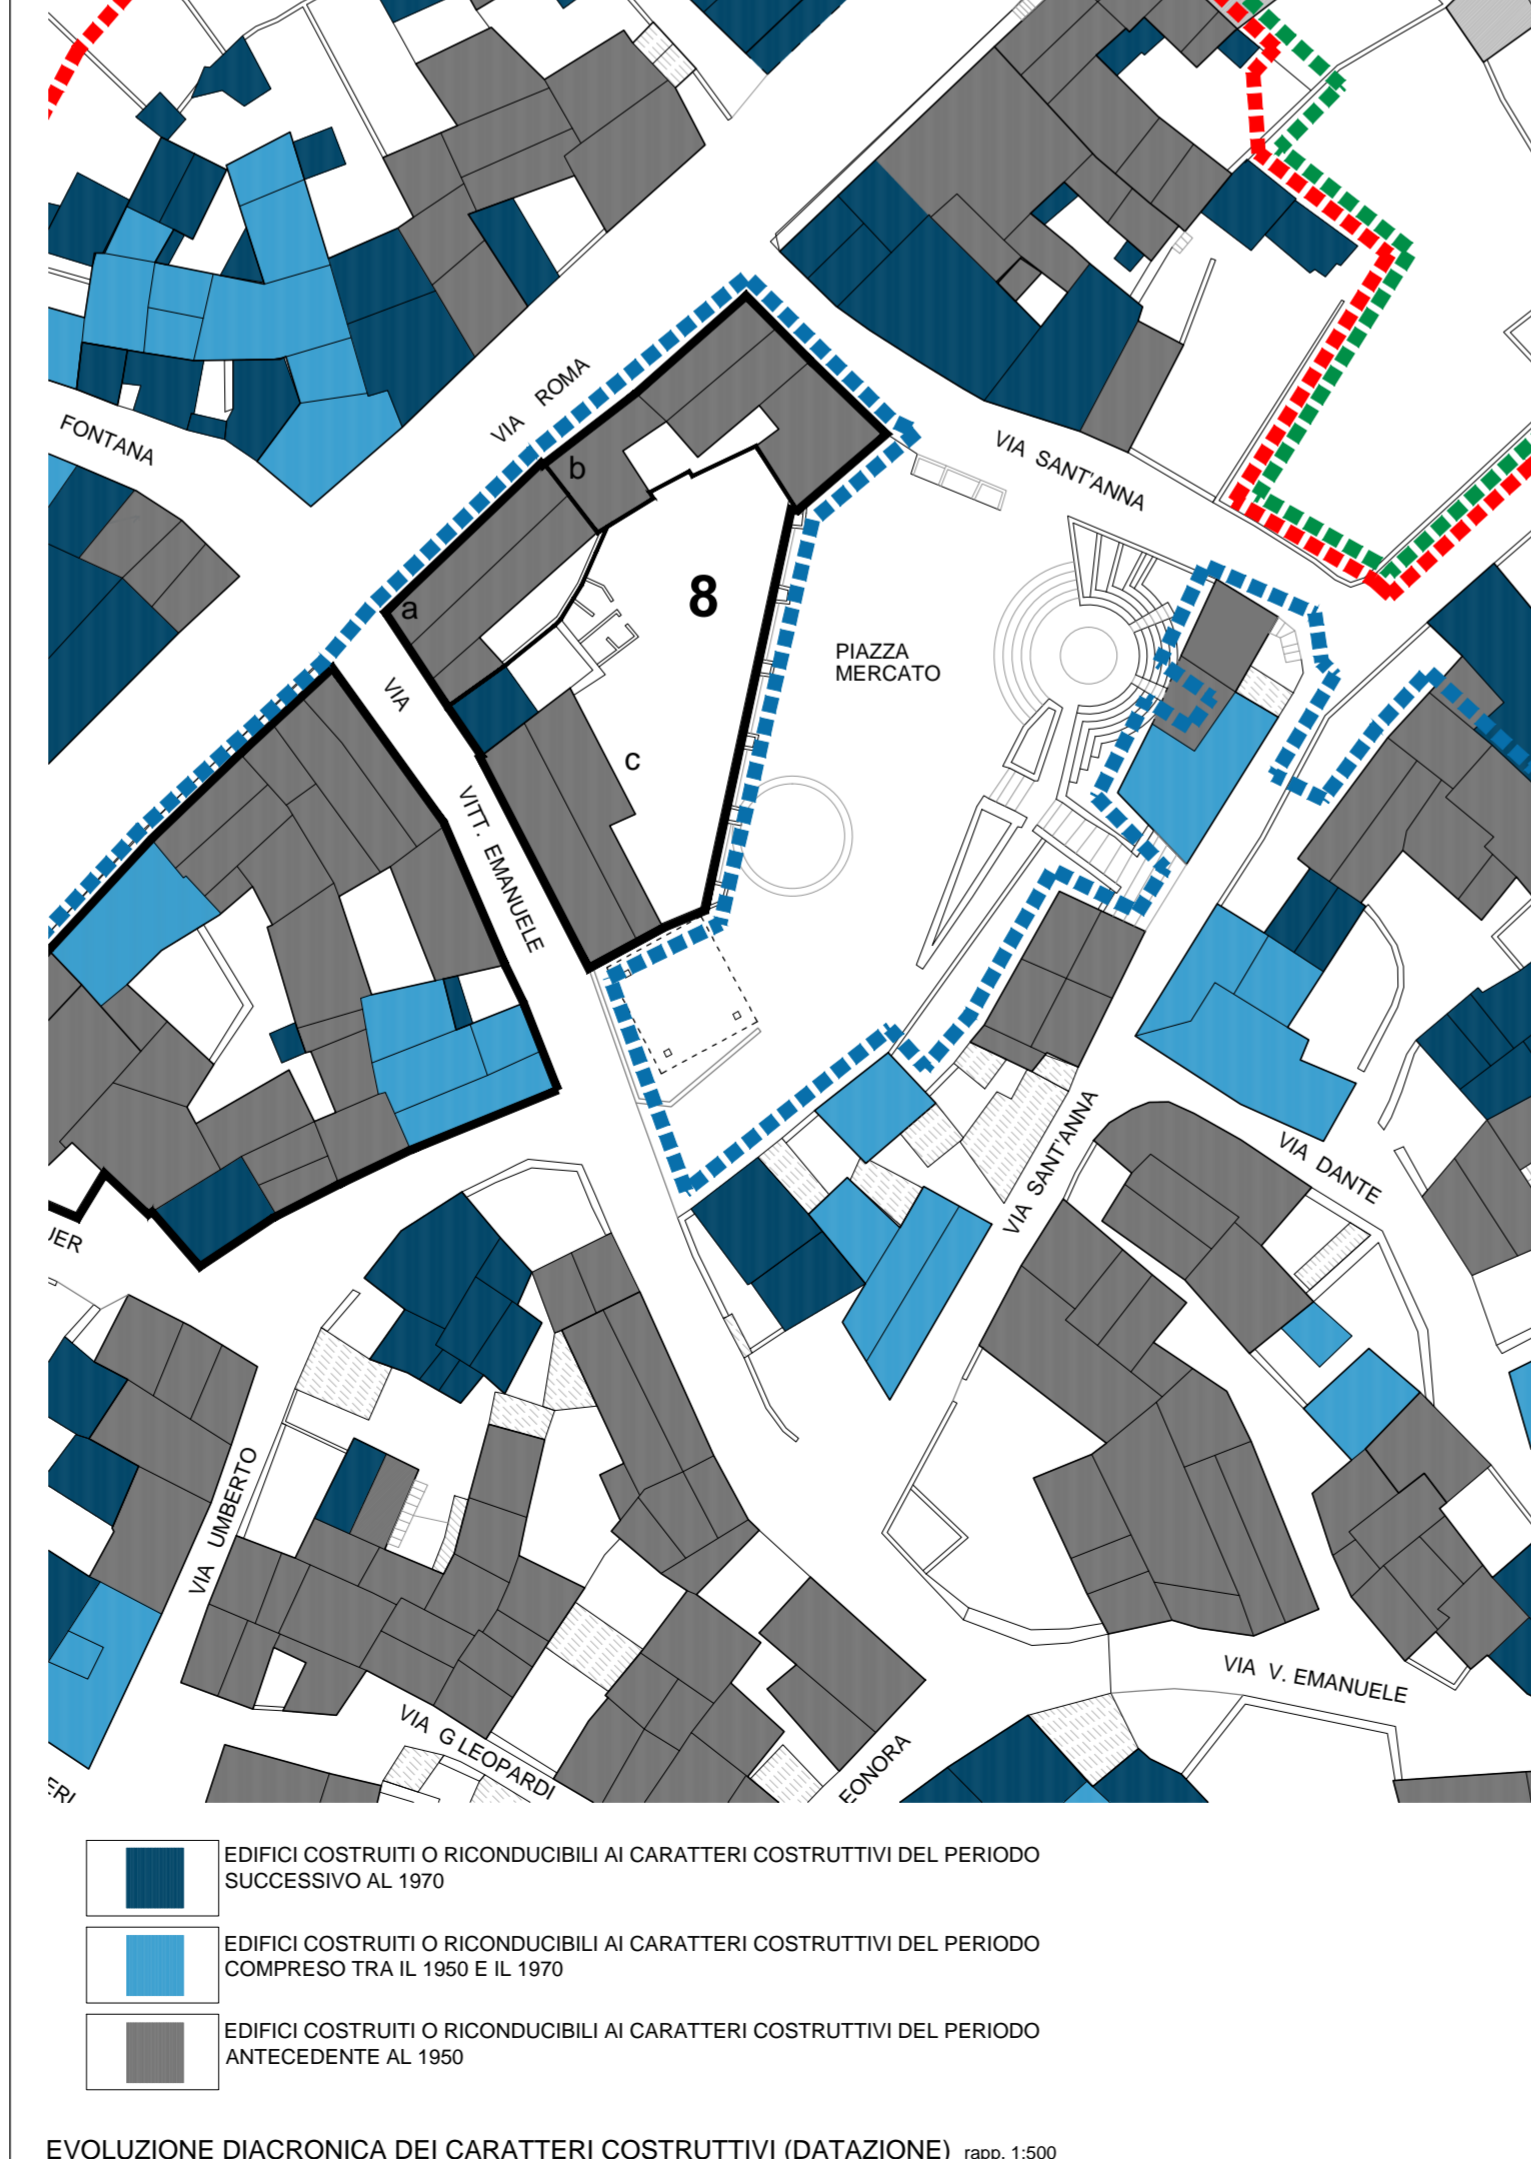 VIA ROMA
FONTANA
VIA SANT'ANNA
b
a
8
PIAZZA
MERCATO
VIA
c
VITT. EMANUELE
VIA SANT'ANNA
VIA DANTE
UER
VIA UMBERTO
VIA V. EMANUELE
VIA G LEOPARDI
EONORA
ERI
EDIFICI COSTRUITI O RICONDUCIBILI AI CARATTERI COSTRUTTIVI DEL PERIODO
SUCCESSIVO AL 1970
EDIFICI COSTRUITI O RICONDUCIBILI AI CARATTERI COSTRUTTIVI DEL PERIODO
COMPRESO TRA IL 1950 E IL 1970
EDIFICI COSTRUITI O RICONDUCIBILI AI CARATTERI COSTRUTTIVI DEL PERIODO
ANTECEDENTE AL 1950
EVOLUZIONE DIACRONICA DEI CARATTERI COSTRUTTIVI (DATAZIONE) rapp. 1:500